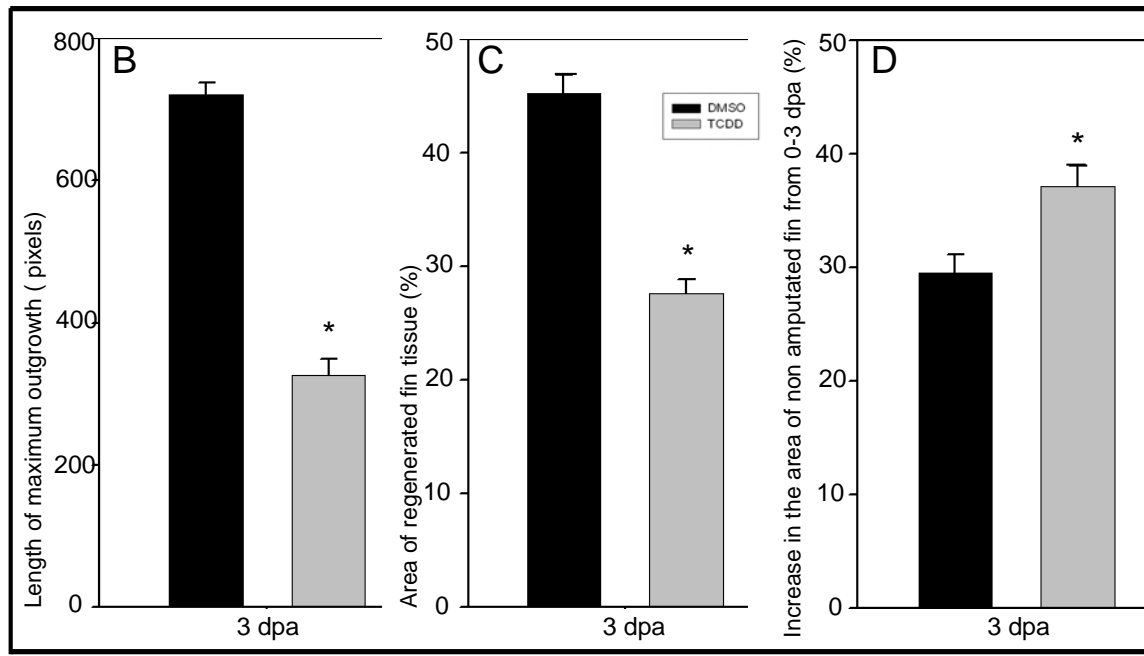 B
Length of maximum outgrowth ( pixels)
800
600
400
200
0
*
3 dpa
C
Area of regenerated fin tissue (%)
50
40
30
20
10
0
DMSO
TCDD
*
3 dpa
D
Increase in the area of non amputated fin from 0-3 dpa (%)
50
40
30
20
10
0
*
3 dpa